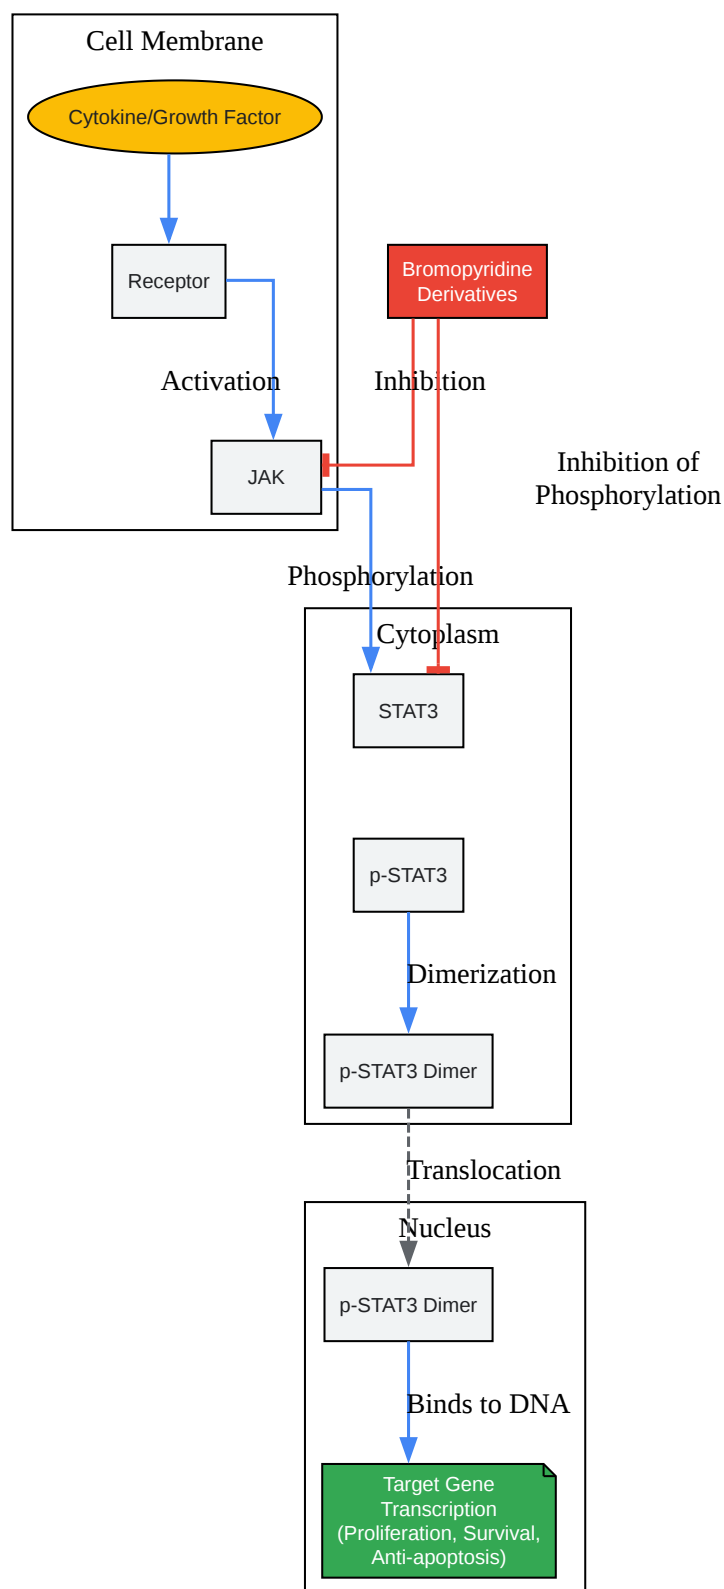 Cell Membrane
Cytokine/Growth Factor
Receptor
Bromopyridine
Derivatives
Activation
Inhibition
Inhibition of
Phosphorylation
JAK
Phosphorylation
Cytoplasm
STAT3
p-STAT3
Dimerization
p-STAT3 Dimer
Translocation
Nucleus
p-STAT3 Dimer
Binds to DNA
Target Gene
Transcription
(Proliferation, Survival,
Anti-apoptosis)